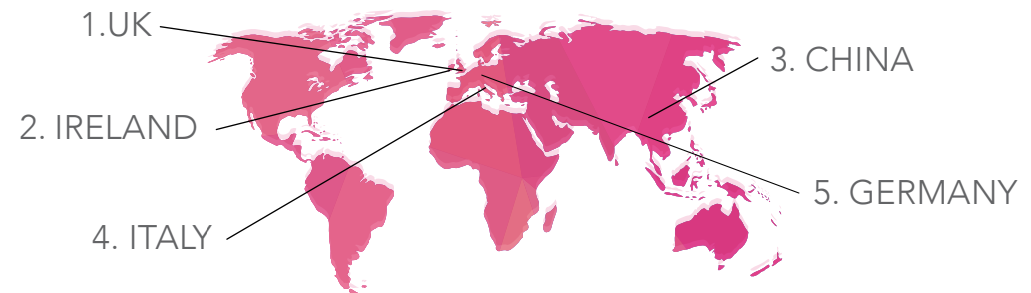 1.UK
2. IRELAND
3. CHINA
4. ITALY
5. GERMANY